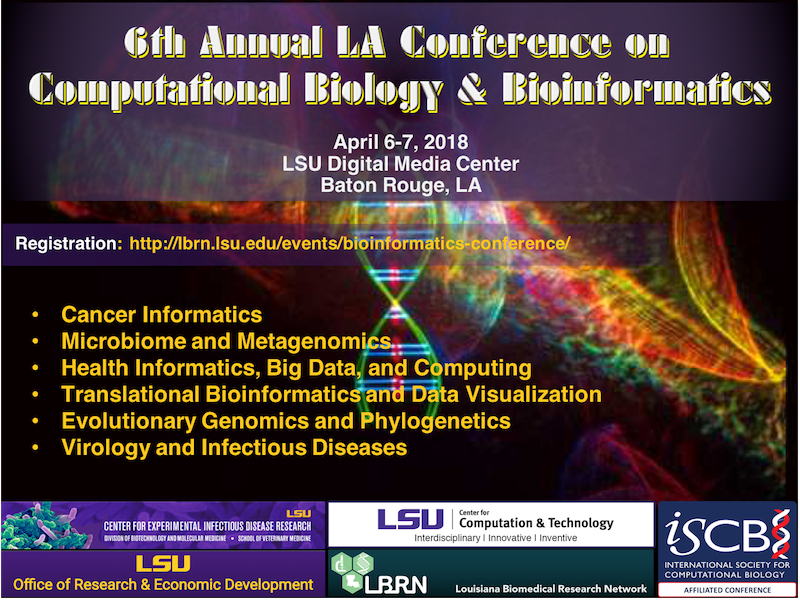 6th Annual LA Conference on
Computational Biology & Bioinformatics
April 6-7, 2018
LSU Digital Media Center
Baton Rouge, LA
Registration: http://lbrn.lsu.edu/events/bioinformatics-conference/
• Cancer Informatics
• Microbiome and Metagenomics
• Health Informatics, Big Data, and Computing
• Translational Bioinformatics and Data Visualization
• Evolutionary Genomics and Phylogenetics
• Virology and Infectious Diseases
LSU
CENTER FOR EXPERIMENTAL INFECTIOUS DISEASE RESEARCH
DIVISION OF BIOTECHNOLOGY AND MOLECULAR MEDICINE • SCHOOL OF VETERINARY MEDICINE
LSU
Office of Research & Economic Development
LSU
Center for
Computation & Technology
Interdisciplinary | Innovative | Inventive
LBRN
Louisiana Biomedical Research Network
iSCB
INTERNATIONAL SOCIETY FOR
COMPUTATIONAL BIOLOGY
AFFILIATED CONFERENCE